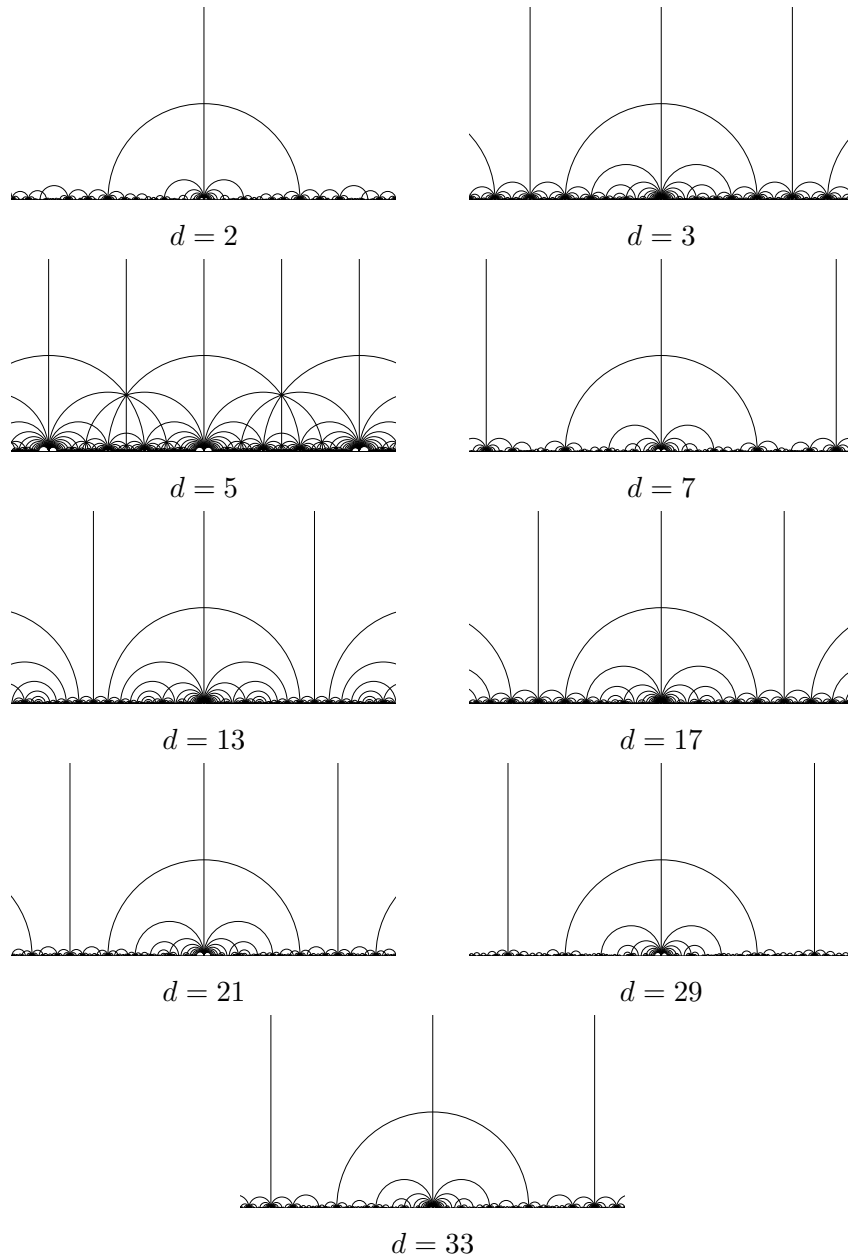 d = 2
d = 3
d = 5
d = 7
d = 13
d = 17
d = 21
d = 29
d = 33